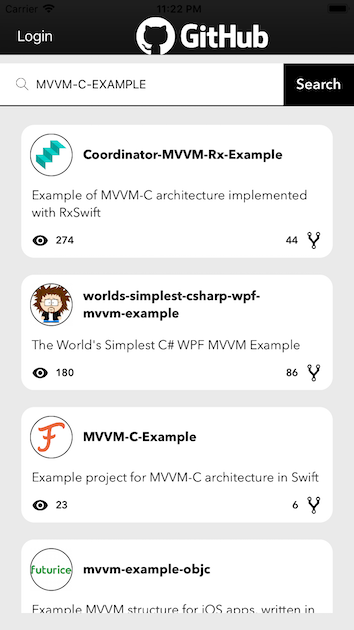 Carrier 11:22 PM
Login GitHub
MVVM-C-EXAMPLE Search
Coordinator-MVVM-Rx-Example
Example of MVVM-C architecture implemented
with RxSwift
274 44
worlds-simplest-csharp-wpf-
mvvm-example
The World's Simplest C# WPF MVVM Example
180 86
F
MVVM-C-Example
Example project for MVVM-C architecture in Swift
23 6
futurice
mvvm-example-objc
Example MVVM structure for iOS apps, written in